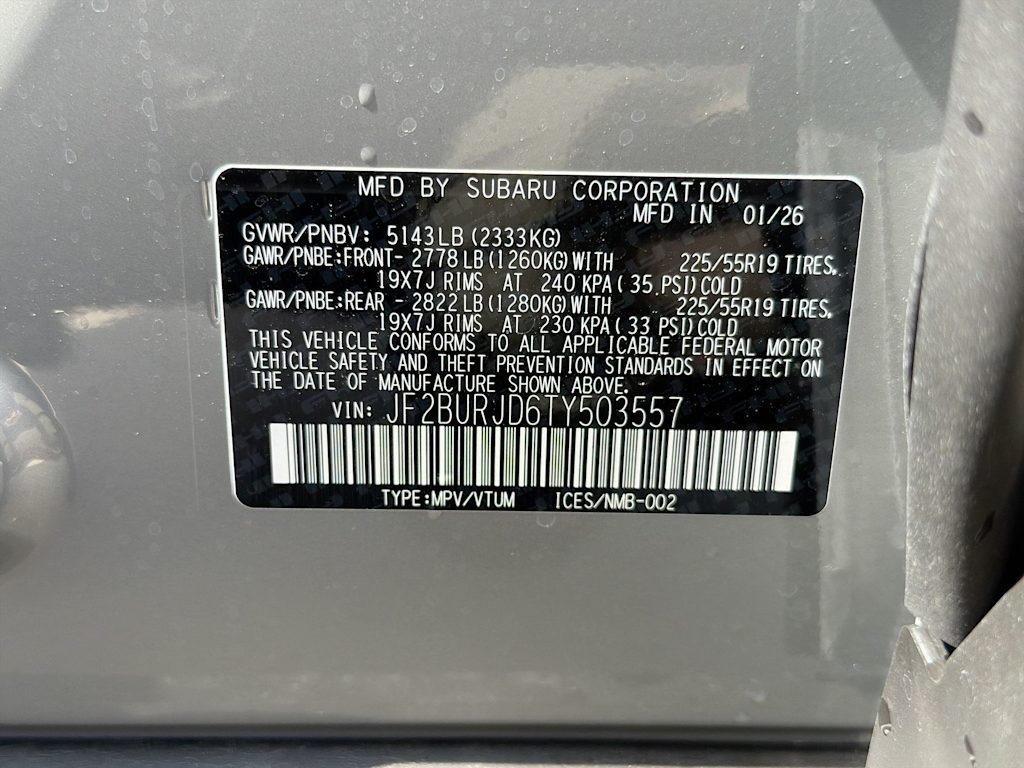 MFD BY SUBARU CORPORATION
MFD IN 01/26
GVWR/PNBV: 5143LB (2333KG)
GAWR/PNBE:FRONT- 2778LB(1260KG)WITH 225/55R19 TIRES,
19X7J RIMS AT 240 KPA( 35 PSI)COLD
GAWR/PNBE:REAR - 2822LB(1280KG)WITH 225/55R19 TIRES,
19X7J RIMS AT 230 KPA( 33 PSI)COLD
THIS VEHICLE CONFORMS TO ALL APPLICABLE FEDERAL MOTOR
VEHICLE SAFETY AND THEFT PREVENTION STANDARDS IN EFFECT ON
THE DATE OF MANUFACTURE SHOWN ABOVE.
VIN: JF2BURJD6TY503557
TYPE:MPV/VTUM ICES/NMB-002